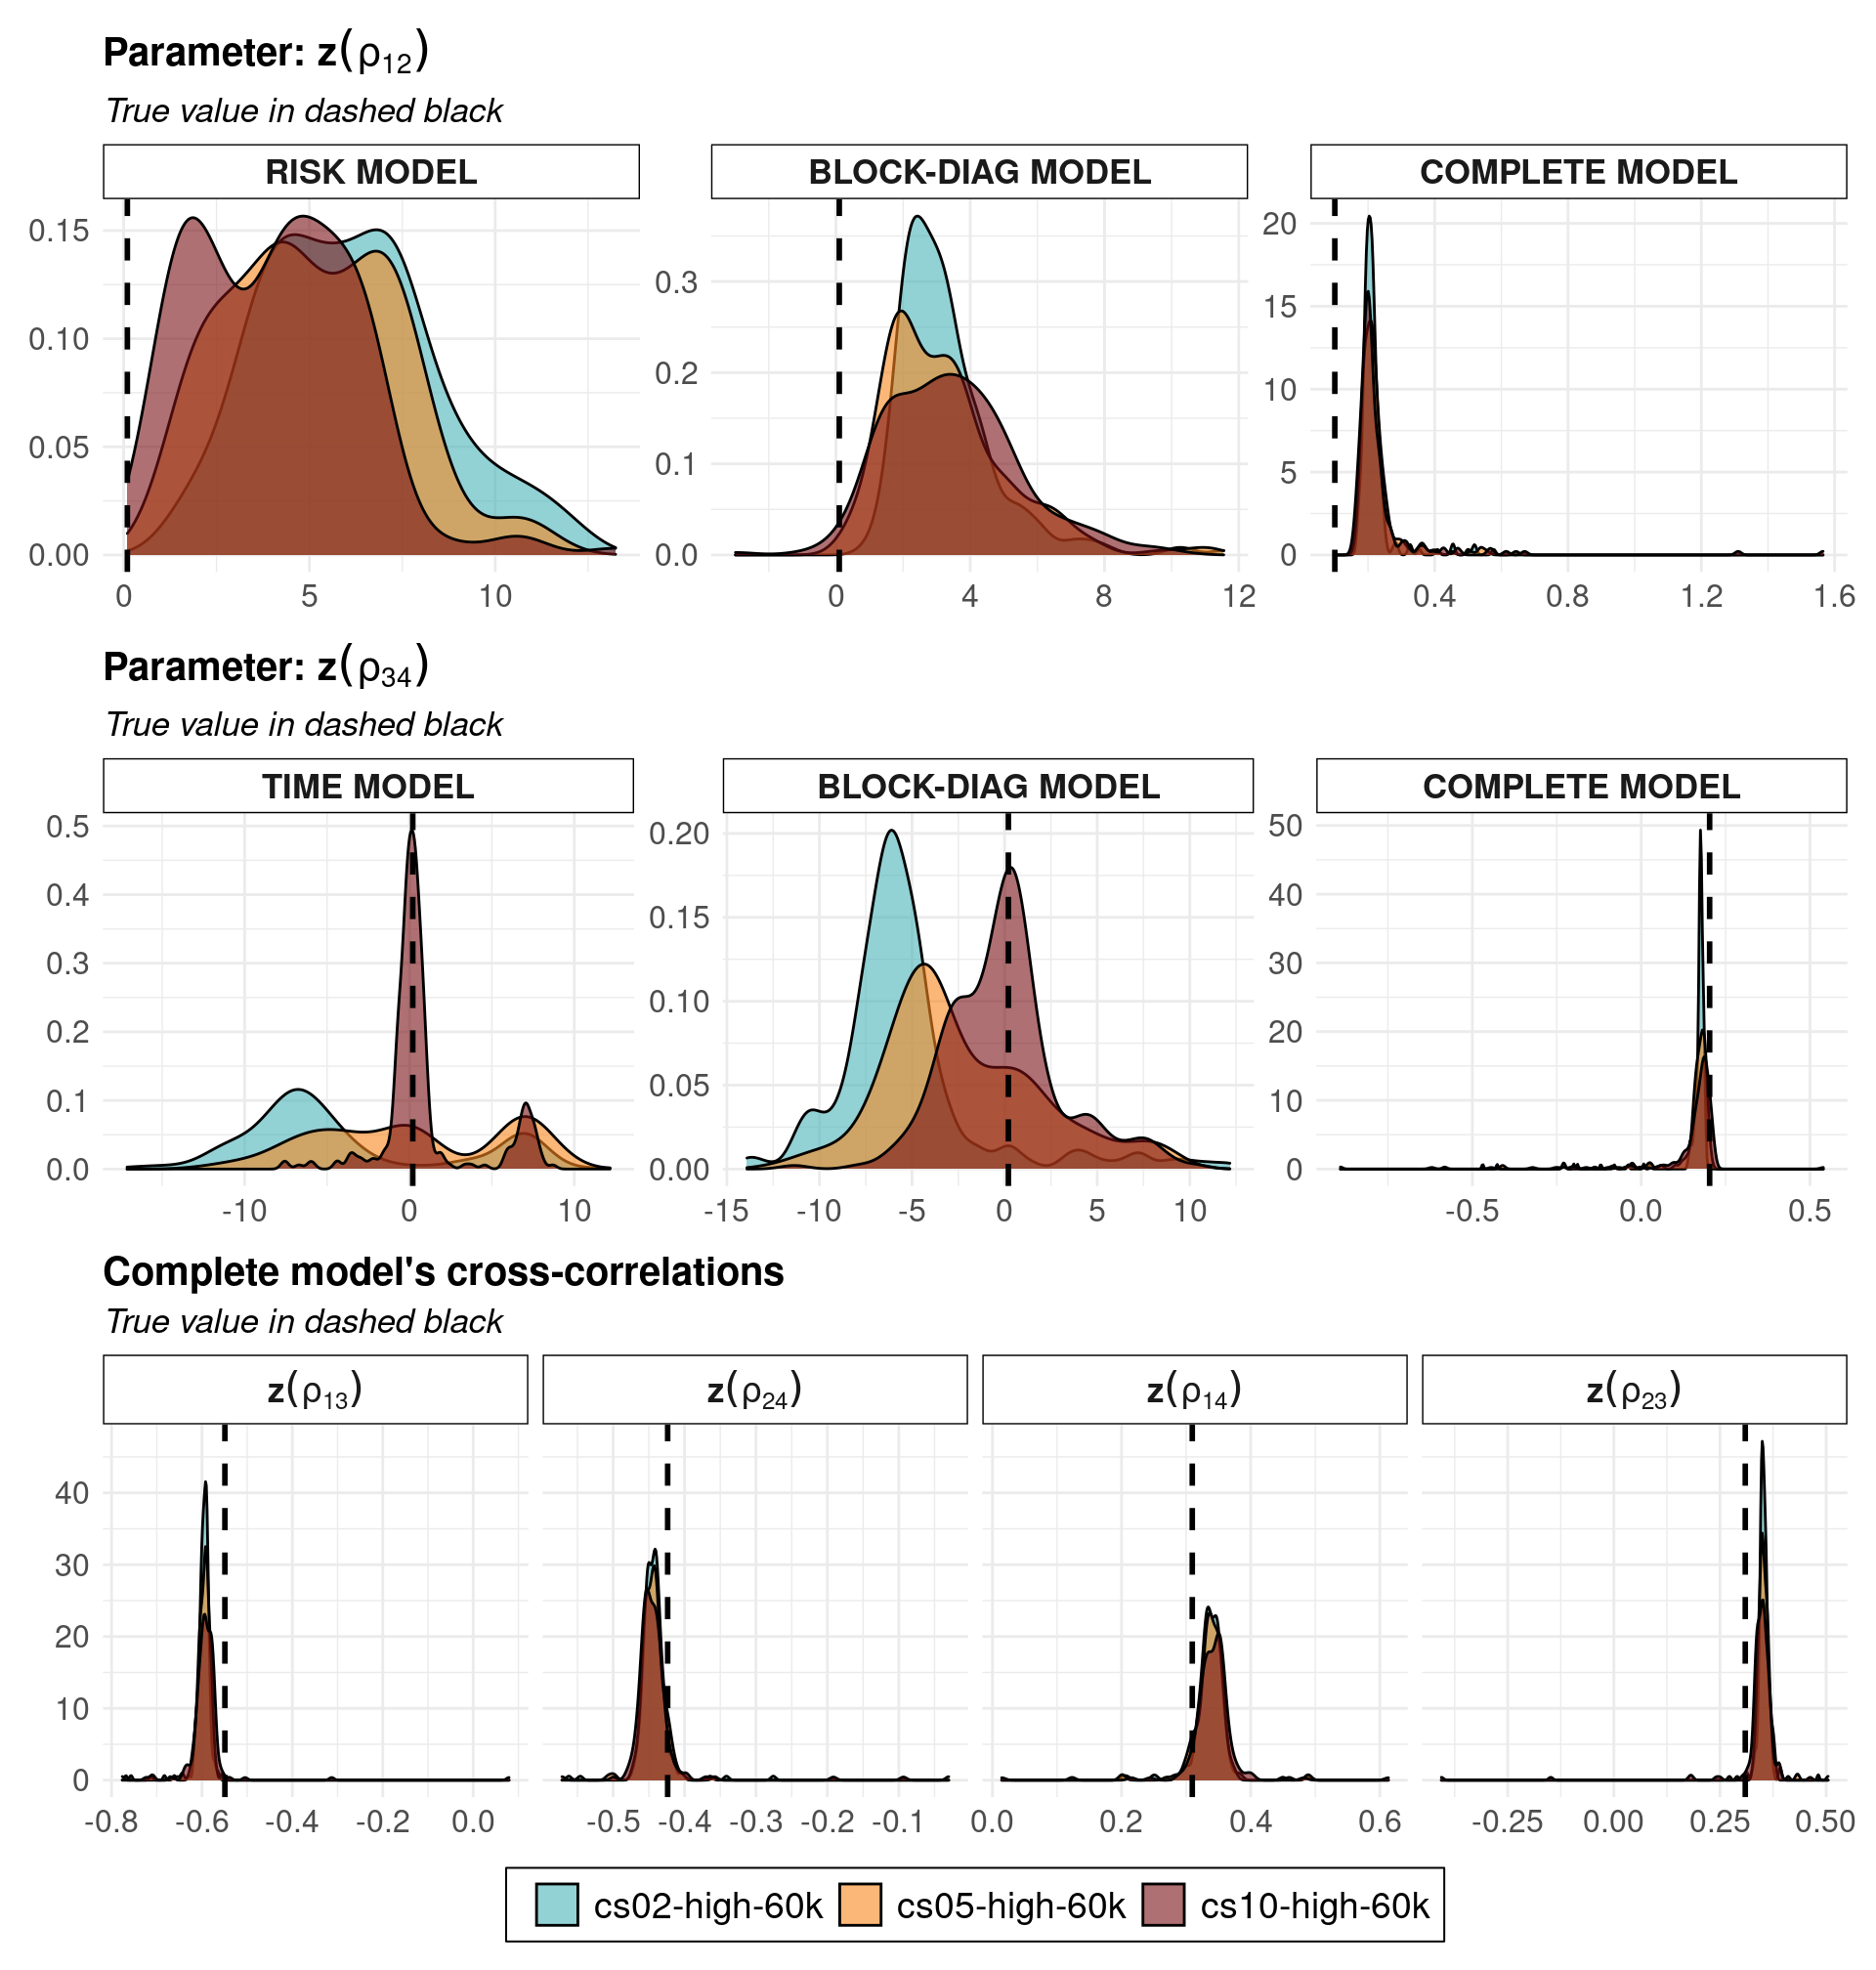 Parameter: z(ρ12)
True value in dashed black
RISK MODEL BLOCK-DIAG MODEL COMPLETE MODEL
0.15 0.10 0.05 0.00
0 5 10
0.3 0.2 0.1 0.0
0 4 8 12
20 15 10 5 0
0.4 0.8 1.2 1.6
Parameter: z(ρ34)
True value in dashed black
TIME MODEL BLOCK-DIAG MODEL COMPLETE MODEL
0.5 0.4 0.3 0.2 0.1 0.0
-10 0 10
0.20 0.15 0.10 0.05 0.00
-15 -10 -5 0 5 10
50 40 30 20 10 0
-0.5 0.0 0.5
Complete model's cross-correlations
True value in dashed black
z(ρ13) z(ρ24) z(ρ14) z(ρ23)
40 30 20 10 0
-0.8 -0.6 -0.4 -0.2 0.0
-0.5 -0.4 -0.3 -0.2 -0.1
0.0 0.2 0.4 0.6
-0.25 0.00 0.25 0.50
cs02-high-60k cs05-high-60k cs10-high-60k